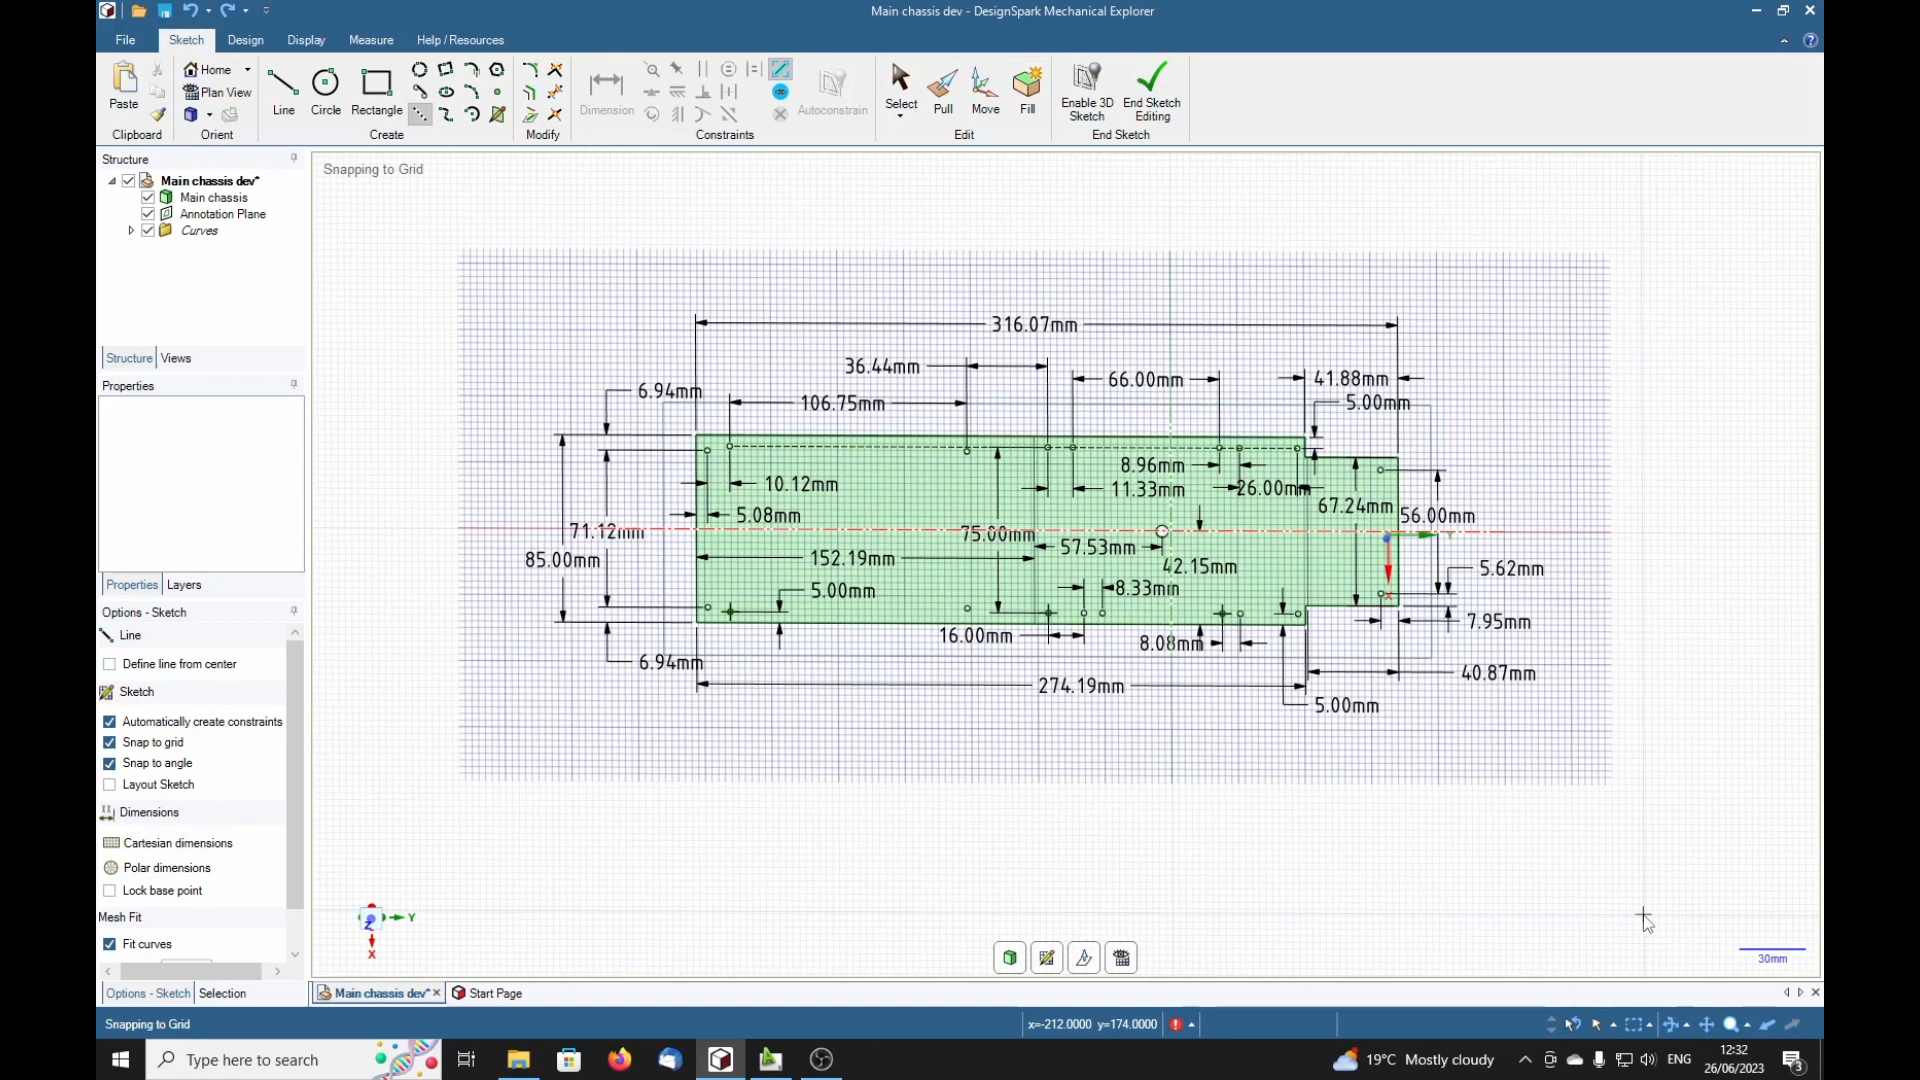 Main chassis dev - DesignSpark Mechanical Explorer
File Sketch Design Display Measure Help / Resources
Paste
Clipboard
Home
Plan View
Orient
Line Circle Rectangle
Create
Modify
Dimension
Autoconstrain
Constraints
Select Pull Move Fill
Edit
Enable 3D Sketch
End Sketch Editing
End Sketch
Structure
Main chassis dev*
Main chassis
Annotation Plane
Curves
Structure Views
Properties
Properties Layers
Options - Sketch
Line
Define line from center
Sketch
Automatically create constraints
Snap to grid
Snap to angle
Layout Sketch
Dimensions
Cartesian dimensions
Polar dimensions
Lock base point
Mesh Fit
Fit curves
Options - Sketch Selection
Snapping to Grid
316.07mm
36.44mm
66.00mm
41.88mm
6.94mm
106.75mm
5.00mm
8.96mm
10.12mm
11.33mm
26.00mm
67.24mm
5.08mm
56.00mm
71.12mm
75.00mm
57.53mm
85.00mm
152.19mm
42.15mm
5.62mm
5.00mm
8.33mm
7.95mm
16.00mm
8.08mm
6.94mm
40.87mm
274.19mm
5.00mm
Y
X
Z
Y
X
30mm
Main chassis dev* Start Page
Snapping to Grid
x=-212.0000 y=174.0000
Type here to search
19°C Mostly cloudy
ENG
12:32
26/06/2023
3